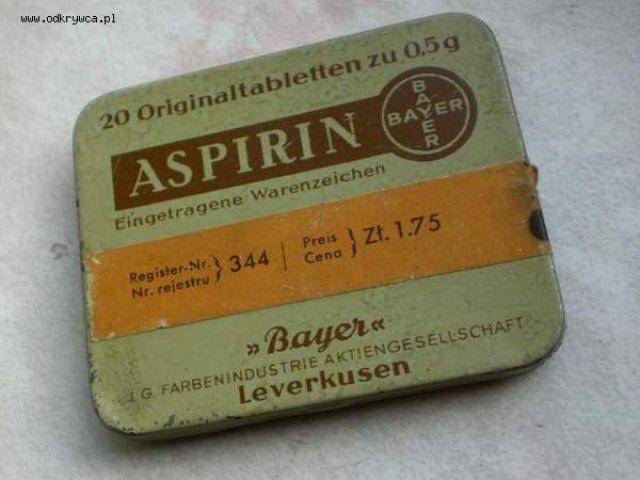 www.odkrywca.pl
20 Originaltabletten zu 0,5g
ASPIRIN
BAYER
BAYER
Eingetragene Warenzeichen
Register-Nr. } 344 | Preis } Zł. 1.75
Nr. rejestru Cena
»Bayer«
I. G. FARBENINDUSTRIE AKTIENGESELLSCHAFT
Leverkusen